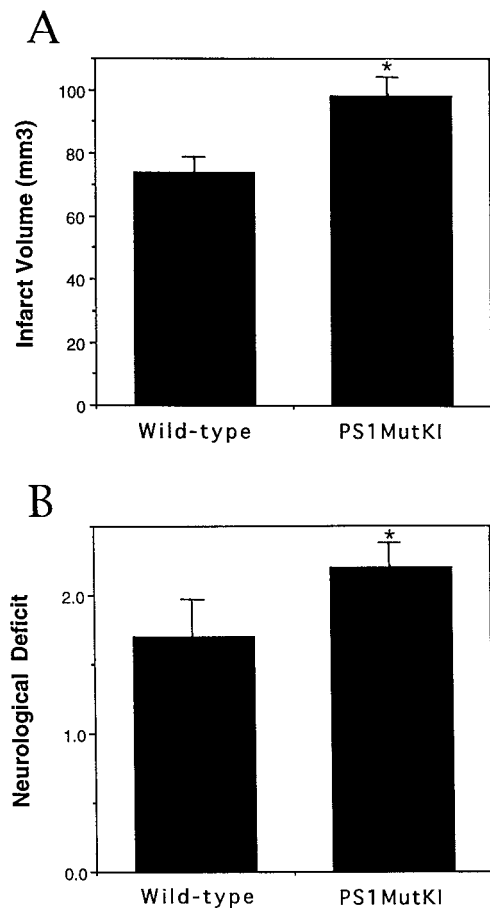 A
*
Infarct Volume (mm3)
100
80
60
40
20
0
Wild-type PS1MutKI
B
*
Neurological Deficit
2.0
1.0
0.0
Wild-type PS1MutKI